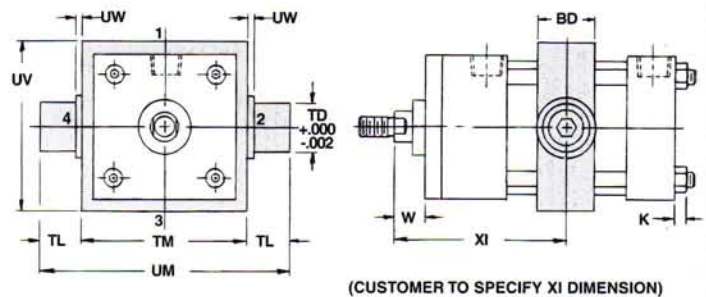 UW
UW
1
UV
4
2
TD
+.000
-.002
3
TL
TM
TL
UM
BD
W
XI
K
(CUSTOMER TO SPECIFY XI DIMENSION)